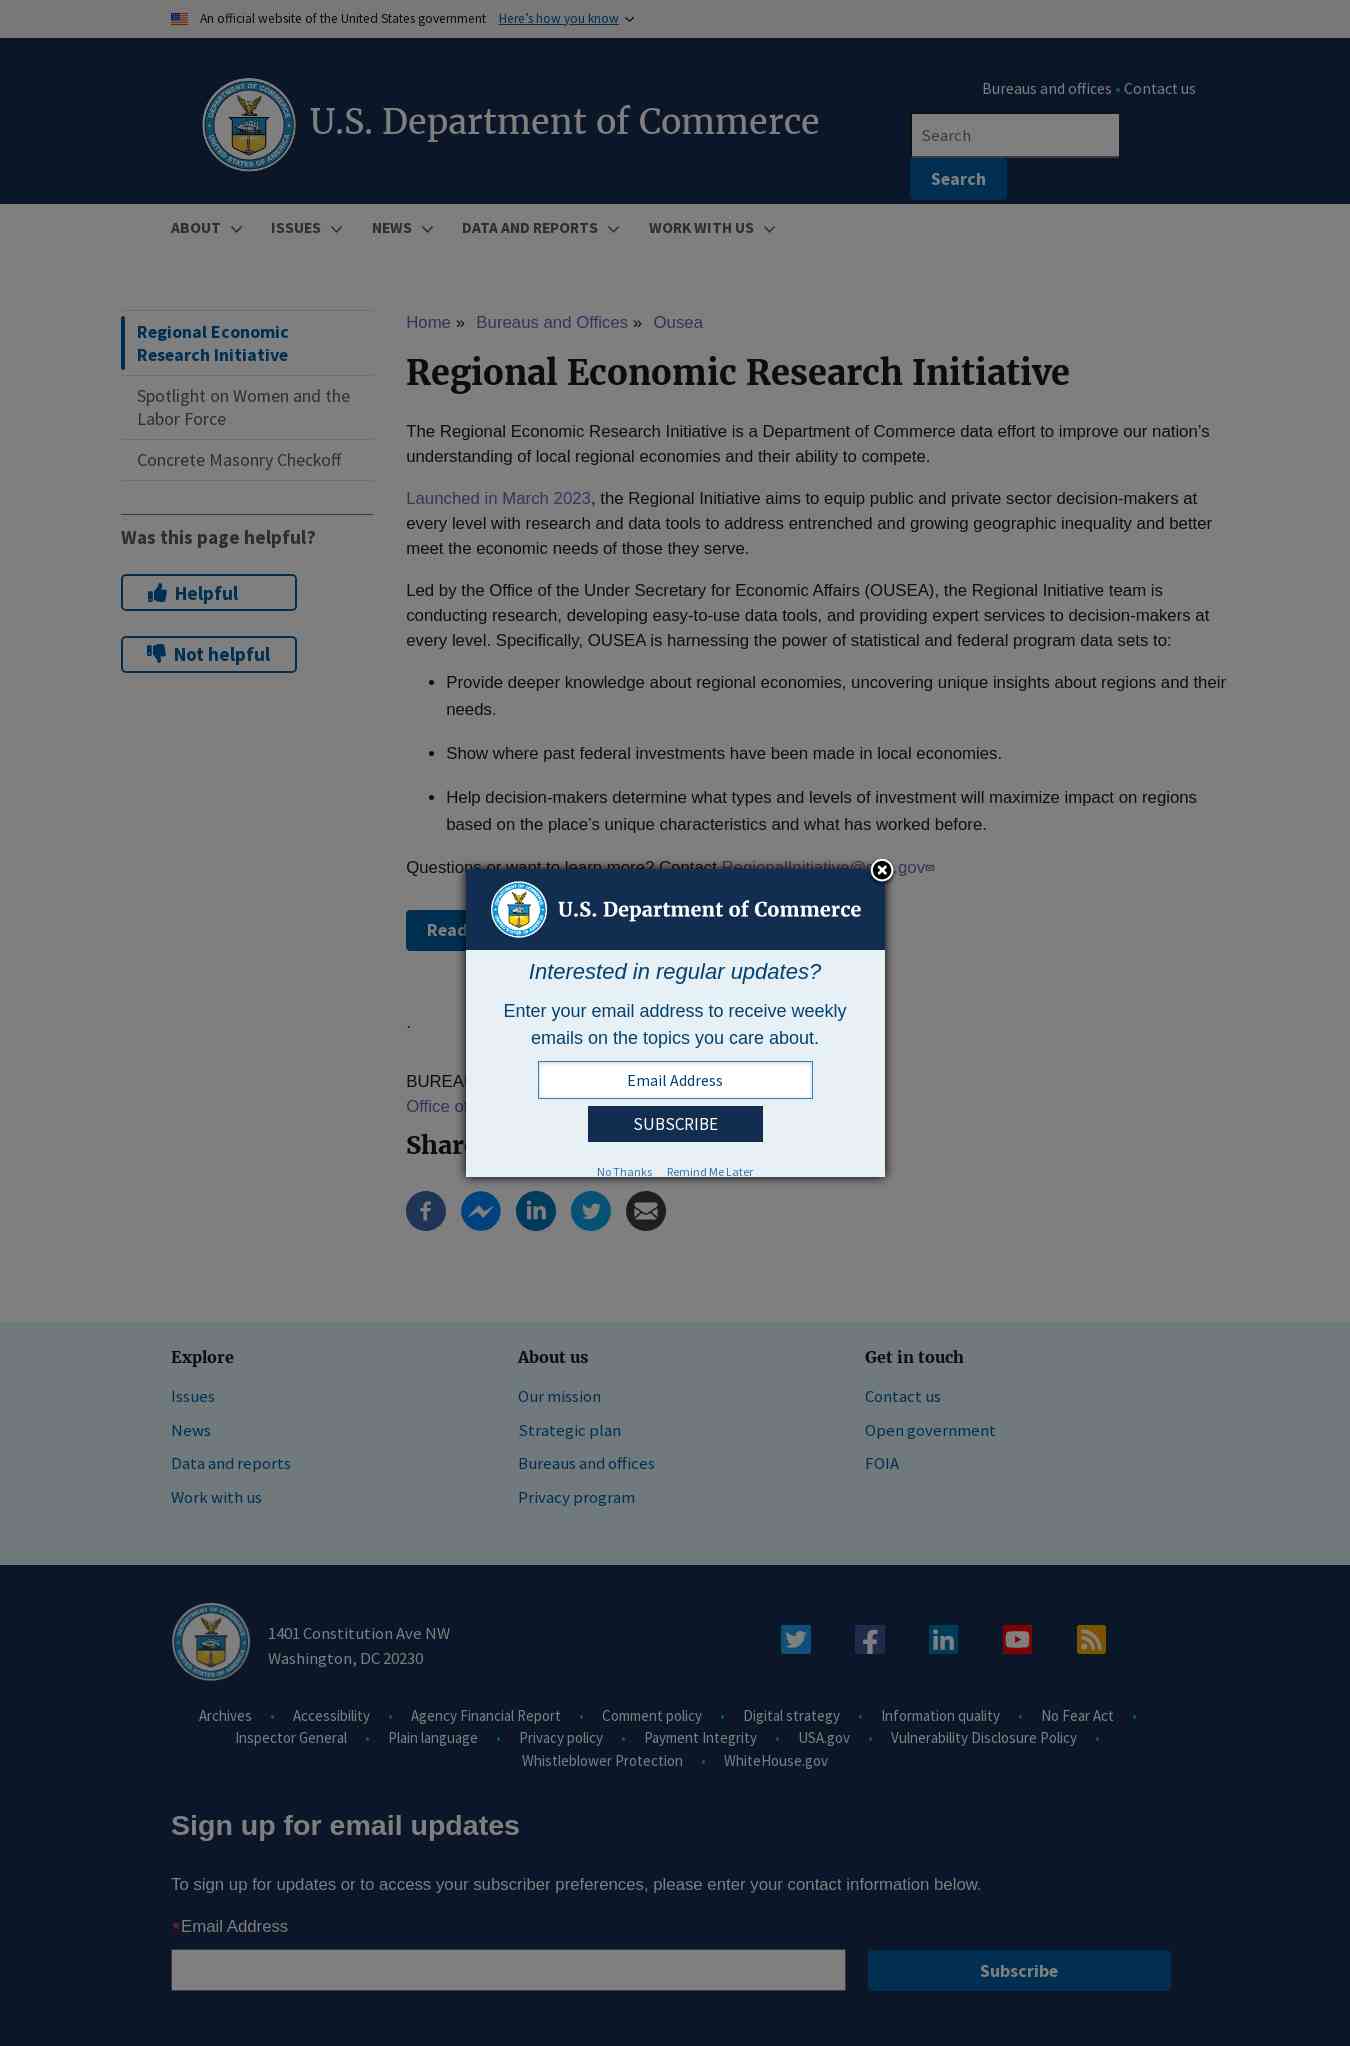 An official website of the United States government Here's how you know
Bureaus and offices • Contact us
U.S. Department of Commerce
Search
Search
ABOUT ISSUES NEWS DATA AND REPORTS WORK WITH US
Regional Economic
Research Initiative
Spotlight on Women and the
Labor Force
Concrete Masonry Checkoff
Was this page helpful?
Helpful
Not helpful
Home » Bureaus and Offices » Ousea
Regional Economic Research Initiative
The Regional Economic Research Initiative is a Department of Commerce data effort to improve our nation's
understanding of local regional economies and their ability to compete.
Launched in March 2023, the Regional Initiative aims to equip public and private sector decision-makers at
every level with research and data tools to address entrenched and growing geographic inequality and better
meet the economic needs of those they serve.
Led by the Office of the Under Secretary for Economic Affairs (OUSEA), the Regional Initiative team is
conducting research, developing easy-to-use data tools, and providing expert services to decision-makers at
every level. Specifically, OUSEA is harnessing the power of statistical and federal program data sets to:
• Provide deeper knowledge about regional economies, uncovering unique insights about regions and their
needs.
• Show where past federal investments have been made in local economies.
• Help decision-makers determine what types and levels of investment will maximize impact on regions
based on the place's unique characteristics and what has worked before.
Questions or want to learn more? Contact .gov
Read
.
Office of
U.S. Department of Commerce
Interested in regular updates?
Enter your email address to receive weekly
emails on the topics you care about.
Email Address
SUBSCRIBE
No Thanks Remind Me Later
Explore
Issues
News
Data and reports
Work with us
About us
Our mission
Strategic plan
Bureaus and offices
Privacy program
Get in touch
Contact us
Open government
FOIA
1401 Constitution Ave NW
Washington, DC 20230
Archives • Accessibility • Agency Financial Report • Comment policy • Digital strategy • Information quality • No Fear Act •
Inspector General • Plain language • Privacy policy • Payment Integrity • USA.gov • Vulnerability Disclosure Policy •
Whistleblower Protection • WhiteHouse.gov
Sign up for email updates
To sign up for updates or to access your subscriber preferences, please enter your contact information below.
*Email Address
Subscribe